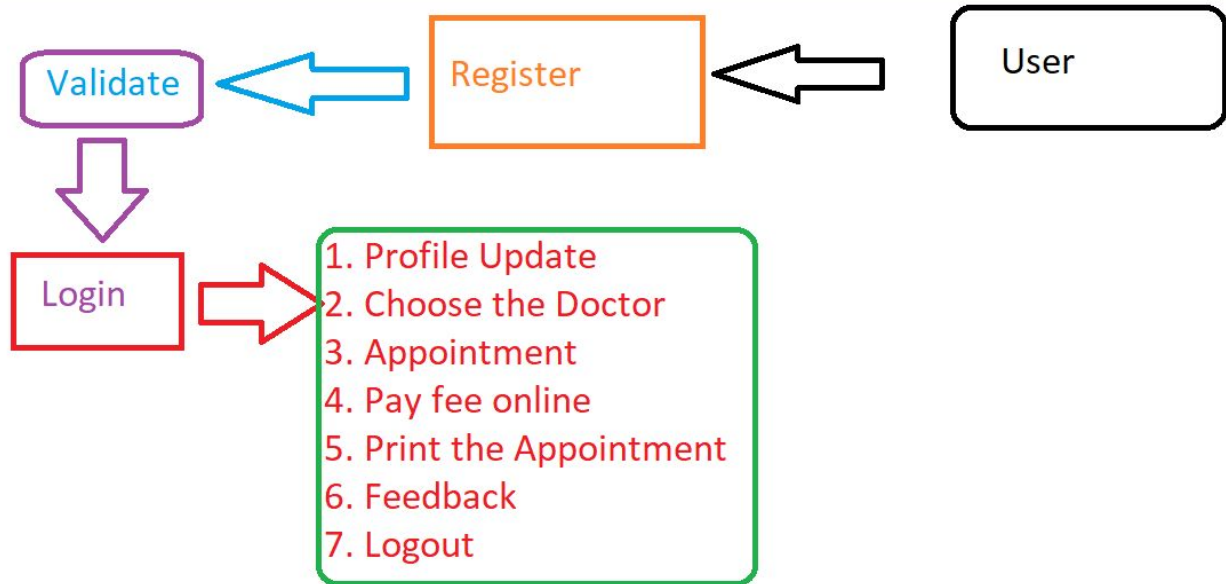 User
Register
Validate
Login
1. Profile Update
2. Choose the Doctor
3. Appointment
4. Pay fee online
5. Print the Appointment
6. Feedback
7. Logout